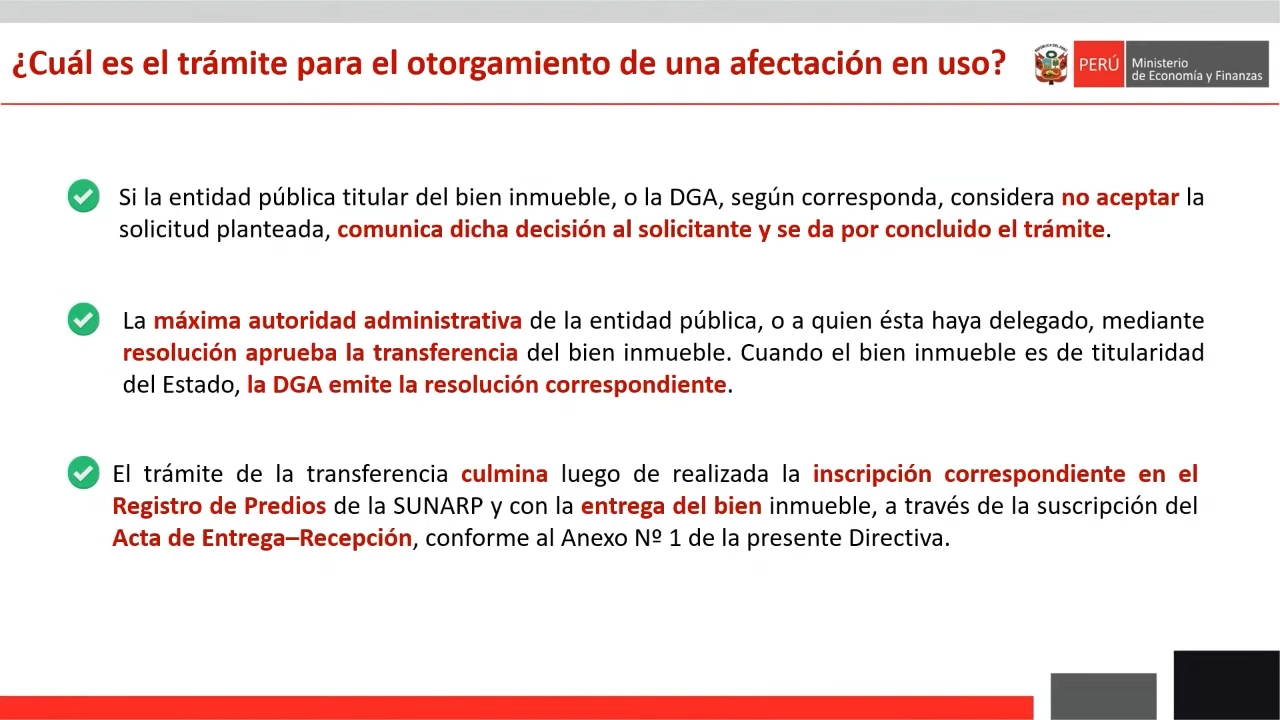 ¿Cuál es el trámite para el otorgamiento de una afectación en uso?
PERÚ
Ministerio
de Economía y Finanzas
Si la entidad pública titular del bien inmueble, o la DGA, según corresponda, considera no aceptar la
solicitud planteada, comunica dicha decisión al solicitante y se da por concluido el trámite.
La máxima autoridad administrativa de la entidad pública, o a quien ésta haya delegado, mediante
resolución aprueba la transferencia del bien inmueble. Cuando el bien inmueble es de titularidad
del Estado, la DGA emite la resolución correspondiente.
El trámite de la transferencia culmina luego de realizada la inscripción correspondiente en el
Registro de Predios de la SUNARP y con la entrega del bien inmueble, a través de la suscripción del
Acta de Entrega–Recepción, conforme al Anexo Nº 1 de la presente Directiva.